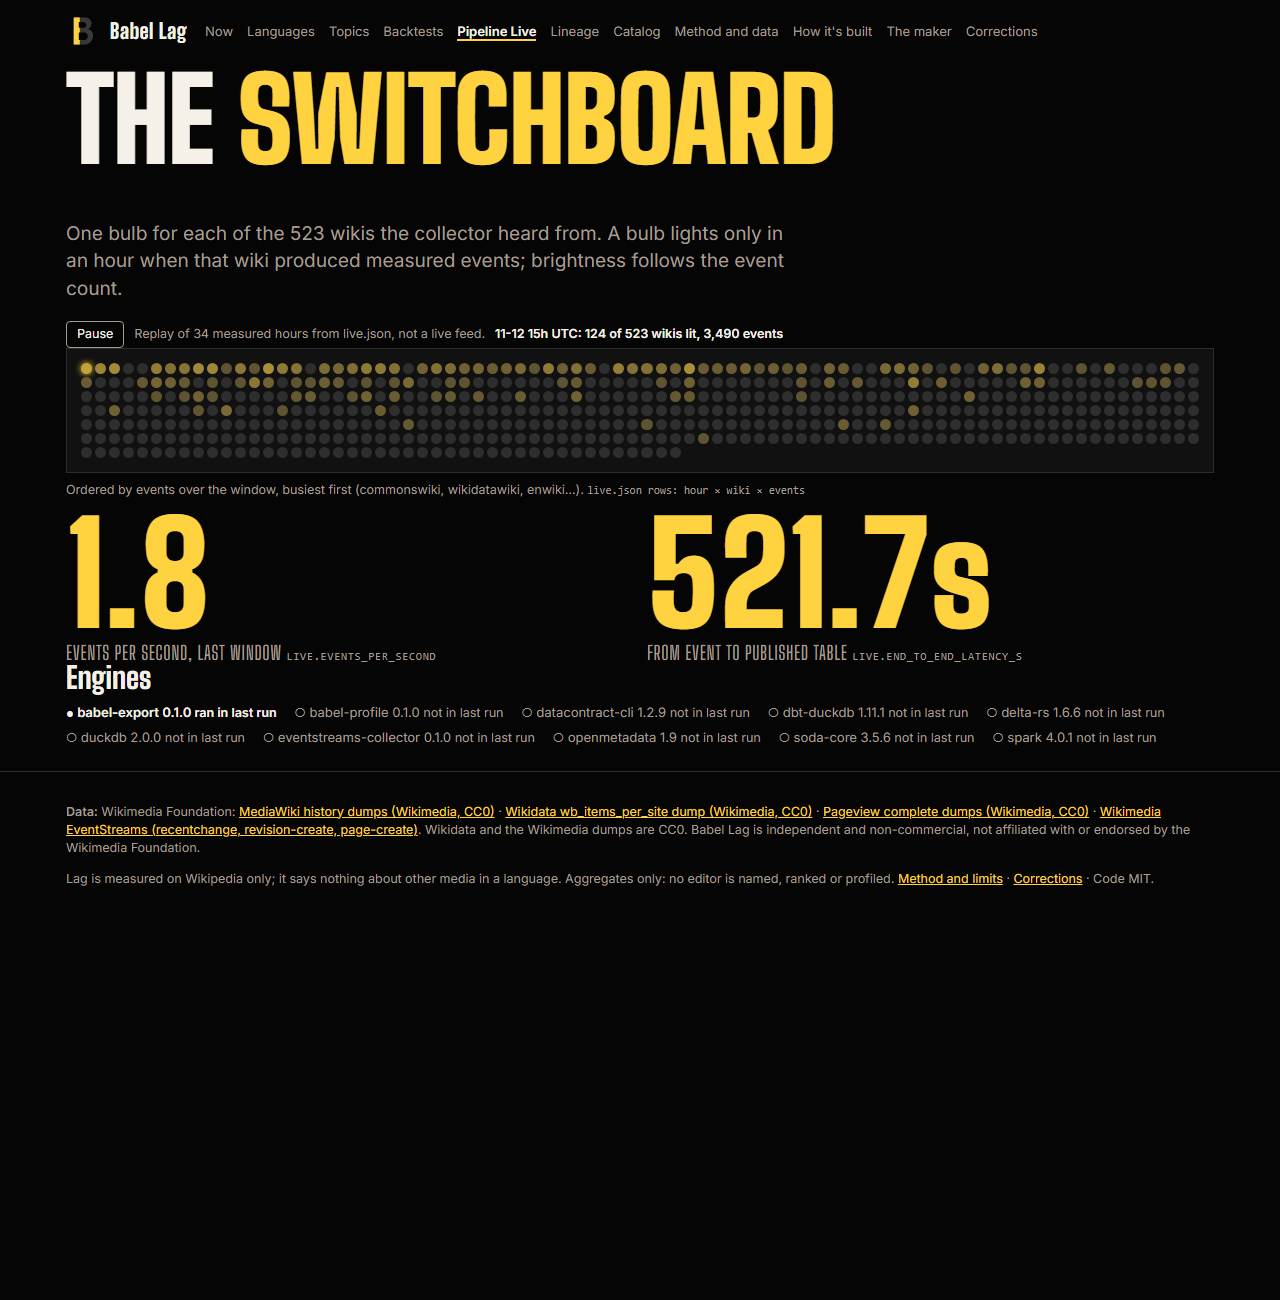 B Babel Lag Now Languages Topics Backtests Pipeline Live Lineage Catalog Method and data How it's built The maker Corrections
THE SWITCHBOARD
One bulb for each of the 523 wikis the collector heard from. A bulb lights only in
an hour when that wiki produced measured events; brightness follows the event
count.
Pause Replay of 34 measured hours from live.json, not a live feed. 11-12 15h UTC: 124 of 523 wikis lit, 3,490 events
Ordered by events over the window, busiest first (commonswiki, wikidatawiki, enwiki…). live.json rows: hour × wiki × events
1.8
EVENTS PER SECOND, LAST WINDOW LIVE.EVENTS_PER_SECOND
521.7s
FROM EVENT TO PUBLISHED TABLE LIVE.END_TO_END_LATENCY_S
Engines
● babel-export 0.1.0 ran in last run ○ babel-profile 0.1.0 not in last run ○ datacontract-cli 1.2.9 not in last run ○ dbt-duckdb 1.11.1 not in last run ○ delta-rs 1.6.6 not in last run
○ duckdb 2.0.0 not in last run ○ eventstreams-collector 0.1.0 not in last run ○ openmetadata 1.9 not in last run ○ soda-core 3.5.6 not in last run ○ spark 4.0.1 not in last run
Data: Wikimedia Foundation: MediaWiki history dumps (Wikimedia, CC0) · Wikidata wb_items_per_site dump (Wikimedia, CC0) · Pageview complete dumps (Wikimedia, CC0) · Wikimedia
EventStreams (recentchange, revision-create, page-create). Wikidata and the Wikimedia dumps are CC0. Babel Lag is independent and non-commercial, not affiliated with or endorsed by the
Wikimedia Foundation.
Lag is measured on Wikipedia only; it says nothing about other media in a language. Aggregates only: no editor is named, ranked or profiled. Method and limits · Corrections · Code MIT.